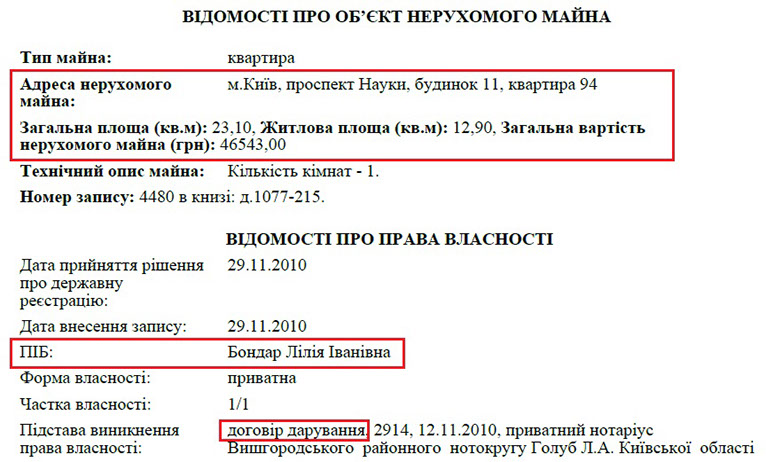 ВІДОМОСТІ ПРО ОБ’ЄКТ НЕРУХОМОГО МАЙНА
Тип майна: квартира
Адреса нерухомого майна: м.Київ, проспект Науки, будинок 11, квартира 94
Загальна площа (кв.м): 23,10, Житлова площа (кв.м): 12,90, Загальна вартість
нерухомого майна (грн): 46543,00
Технічний опис майна: Кількість кімнат - 1.
Номер запису: 4480 в книзі: д.1077-215.
ВІДОМОСТІ ПРО ПРАВА ВЛАСНОСТІ
Дата прийняття рішення про державну реєстрацію: 29.11.2010
Дата внесення запису: 29.11.2010
ПІБ: Бондар Лілія Іванівна
Форма власності: приватна
Частка власності: 1/1
Підстава виникнення права власності: договір дарування, 2914, 12.11.2010, приватний нотаріус
Вишгородського районного нотокругу Голуб Л.А. Київської області